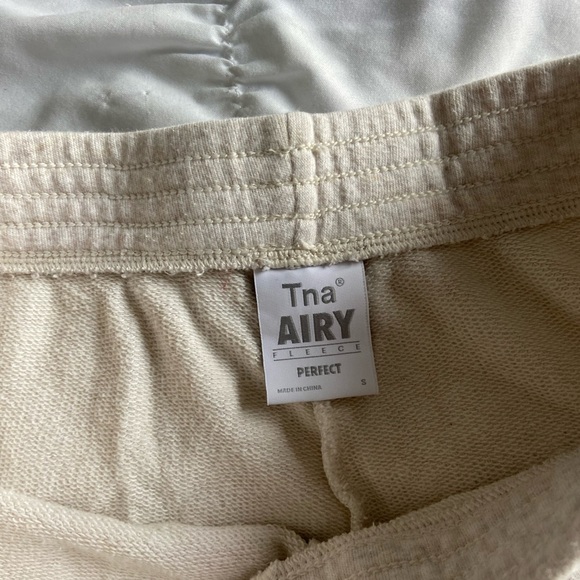 Tna®
AIRY
FLEECE
PERFECT
MADE IN CHINA S